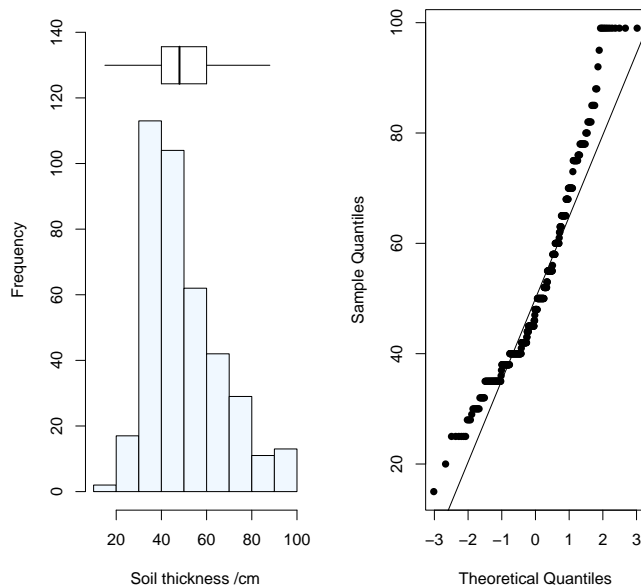 140
120
100
80
60
40
20
0
Frequency
20 40 60 80 100
Soil thickness /cm
100
80
60
40
20
Sample Quantiles
−3 −2 −1 0 1 2 3
Theoretical Quantiles